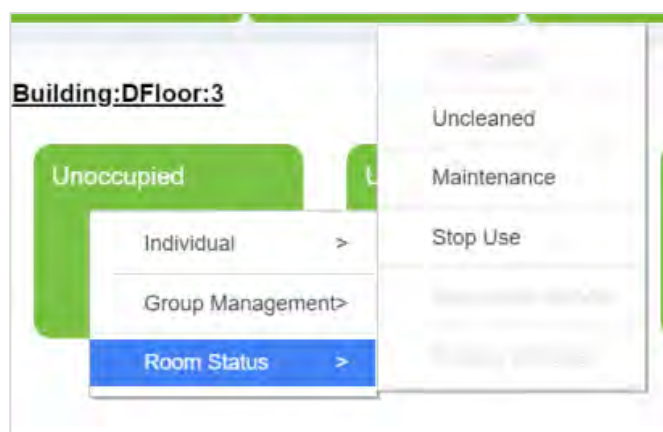 Building:DFloor:3
Unoccupied
U
Individual >
Group Management>
Room Status >
Uncleaned
Maintenance
Stop Use